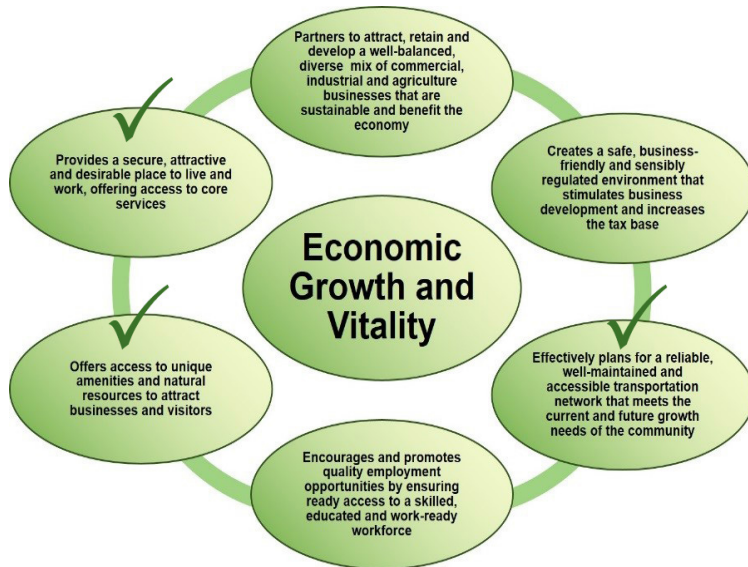 Partners to attract, retain and
develop a well-balanced,
diverse mix of commercial,
industrial and agriculture
businesses that are
sustainable and benefit the
economy
Provides a secure, attractive
and desirable place to live and
work, offering access to core
services
Creates a safe, business-
friendly and sensibly
regulated environment that
stimulates business
development and increases
the tax base
Economic
Growth and
Vitality
Offers access to unique
amenities and natural
resources to attract
businesses and visitors
Effectively plans for a reliable,
well-maintained and
accessible transportation
network that meets the
current and future growth
needs of the community
Encourages and promotes
quality employment
opportunities by ensuring
ready access to a skilled,
educated and work-ready
workforce